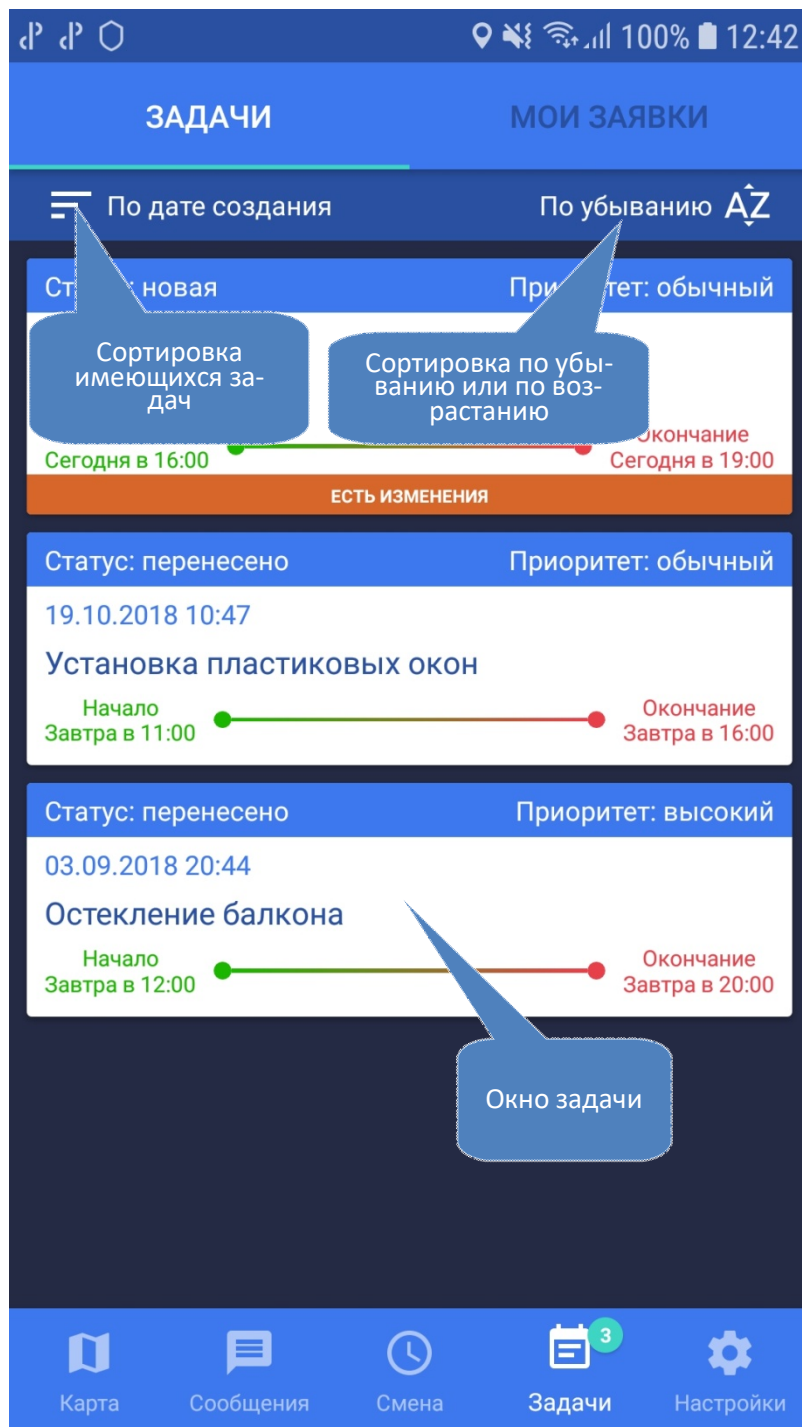 100% 12:42
ЗАДАЧИ
МОИ ЗАЯВКИ
По дате создания
По убыванию AZ
новая
обычный
Сортировка
имеющихся за-
дач
Сортировка по убы-
ванию или по воз-
растанию
Окончание
Сегодня в 16:00
Сегодня в 19:00
ЕСТЬ ИЗМЕНЕНИЯ
Статус: перенесено
Приоритет: обычный
19.10.2018 10:47
Установка пластиковых окон
Начало
Завтра в 11:00
Окончание
Завтра в 16:00
Статус: перенесено
Приоритет: высокий
03.09.2018 20:44
Остекление балкона
Начало
Завтра в 12:00
Окончание
Завтра в 20:00
Окно задачи
3
Карта
Сообщения
Смена
Задачи
Настройки